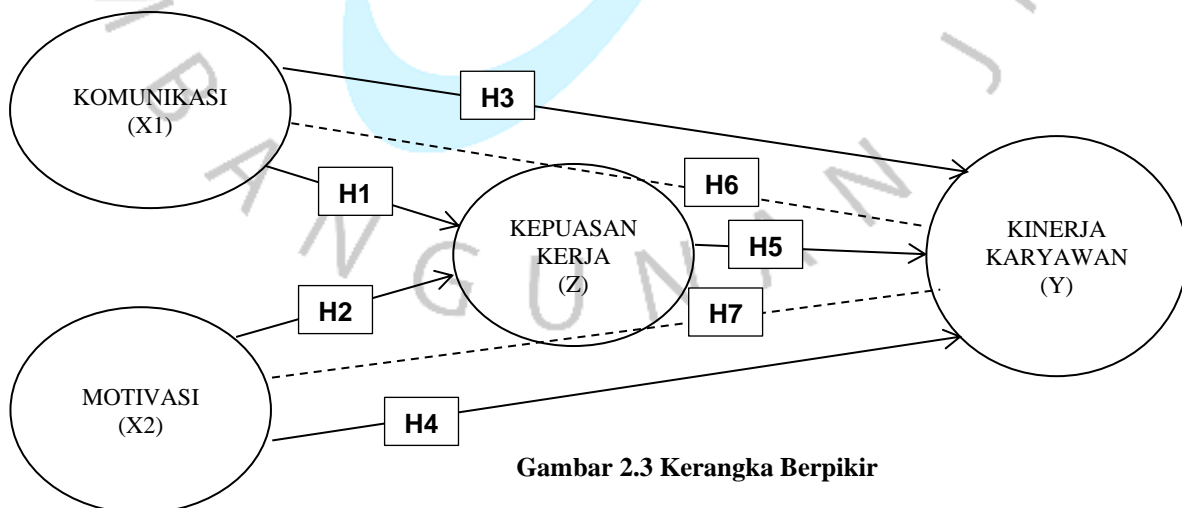 KOMUNIKASI
(X1)
H3
H1
H6
KEPUASAN
KERJA
(Z)
H5
KINERJA
KARYAWAN
(Y)
H2
H7
MOTIVASI
(X2)
H4
Gambar 2.3 Kerangka Berpikir